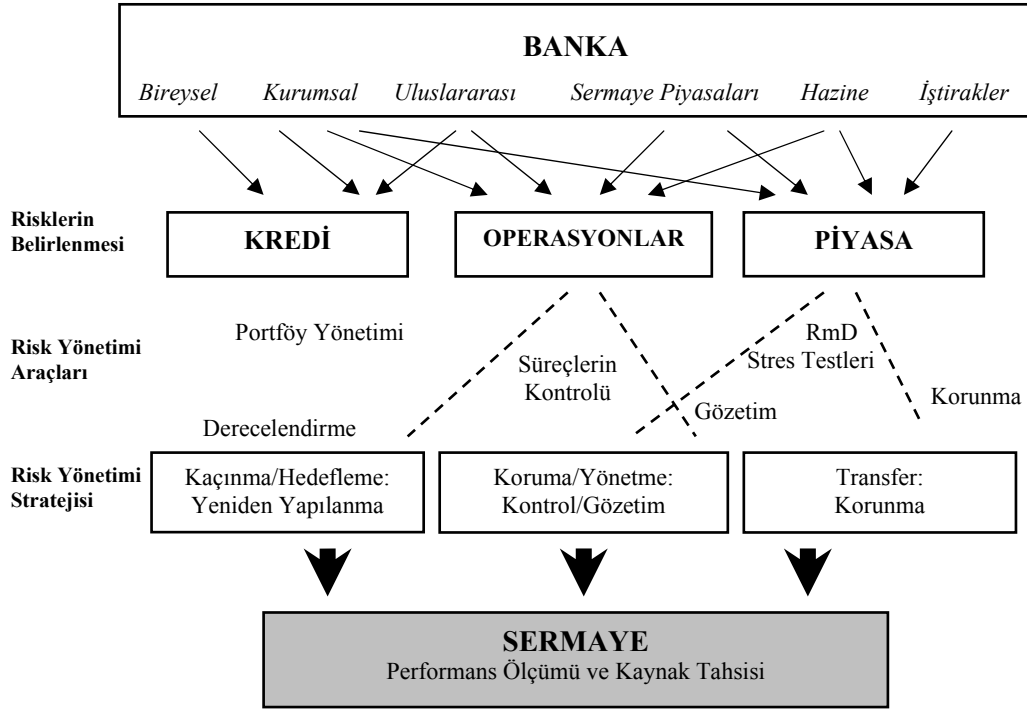 BANKA
Bireysel Kurumsal Uluslararası Sermaye Piyasaları Hazine İştirakler
Risklerin
Belirlenmesi
KREDİ
OPERASYONLAR
PİYASA
Risk Yönetimi
Araçları
Portföy Yönetimi
Derecelendirme
Süreçlerin
Kontrolü
RmD
Stres Testleri
Gözetim
Korunma
Risk Yönetimi
Stratejisi
Kaçınma/Hedefleme:
Yeniden Yapılanma
Koruma/Yönetme:
Kontrol/Gözetim
Transfer:
Korunma
SERMAYE
Performans Ölçümü ve Kaynak Tahsisi